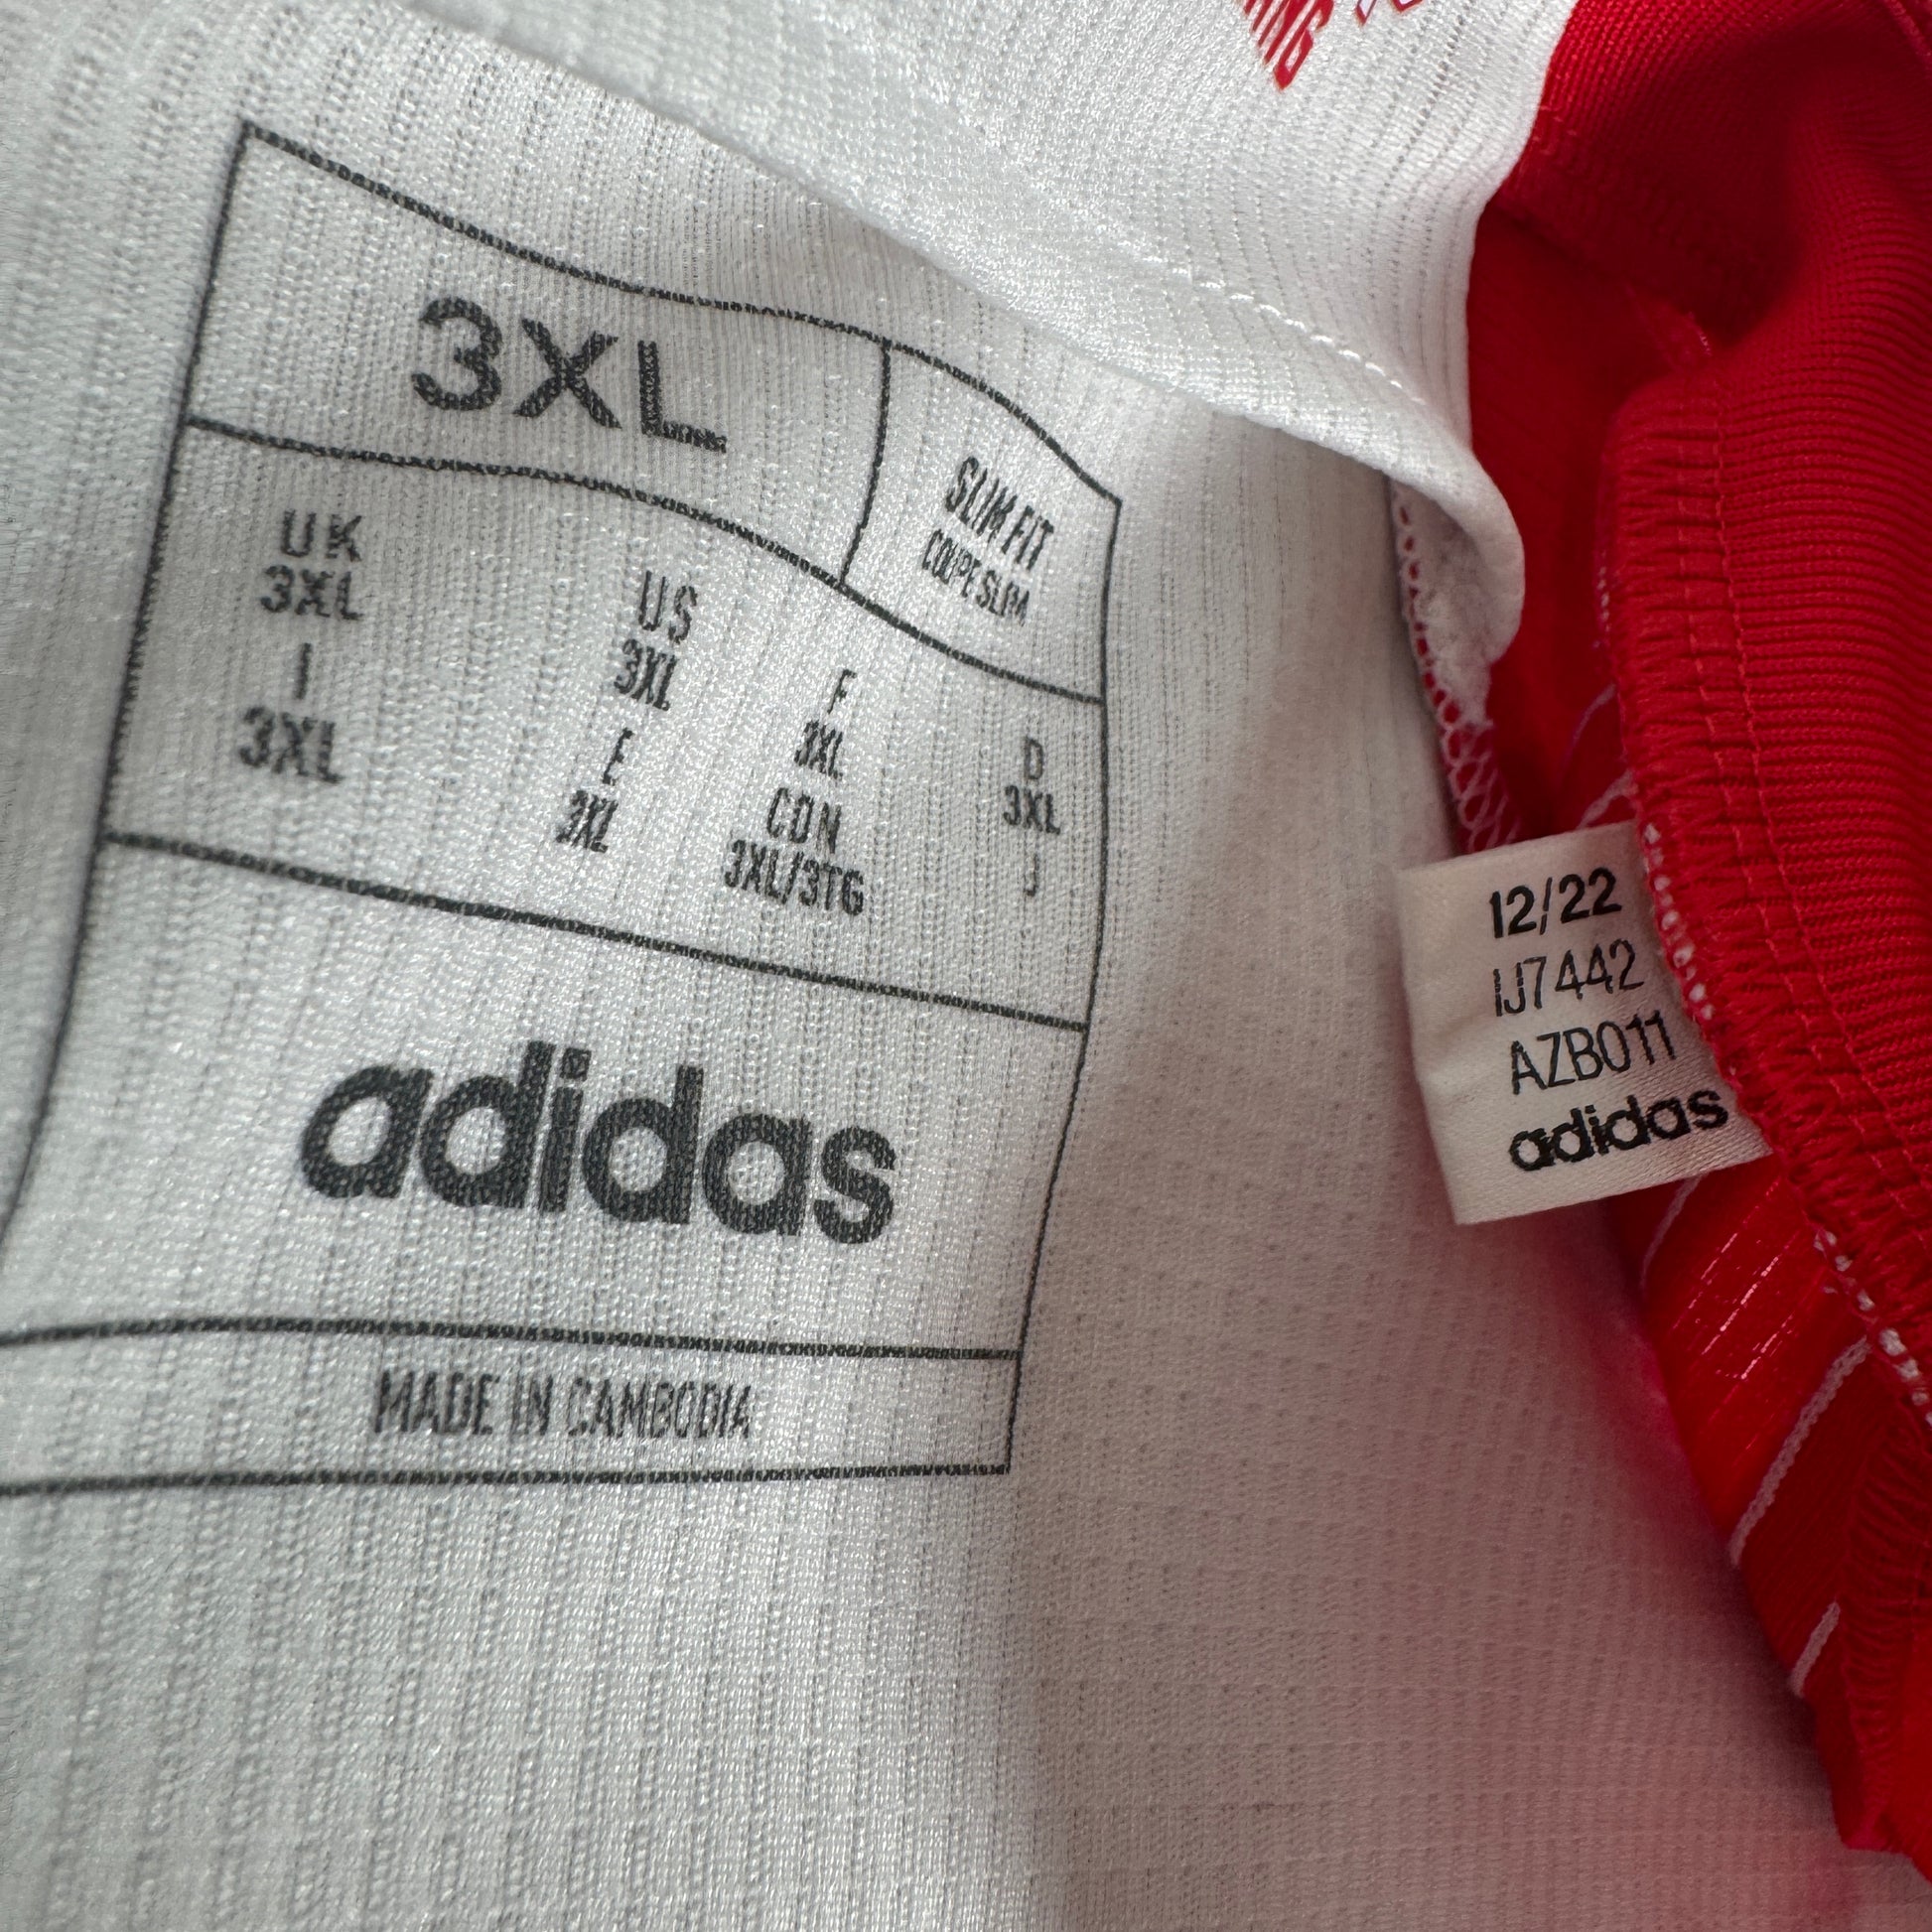 ING
3XL
SLIM FIT
COUPE SLIM
UK
3XL
US
3XL
F
3XL
D
3XL
I
3XL
E
3XL
CDN
3XL/3TG
J
adidas
MADE IN CAMBODIA
12/22
IJ7442
AZB011
adidas